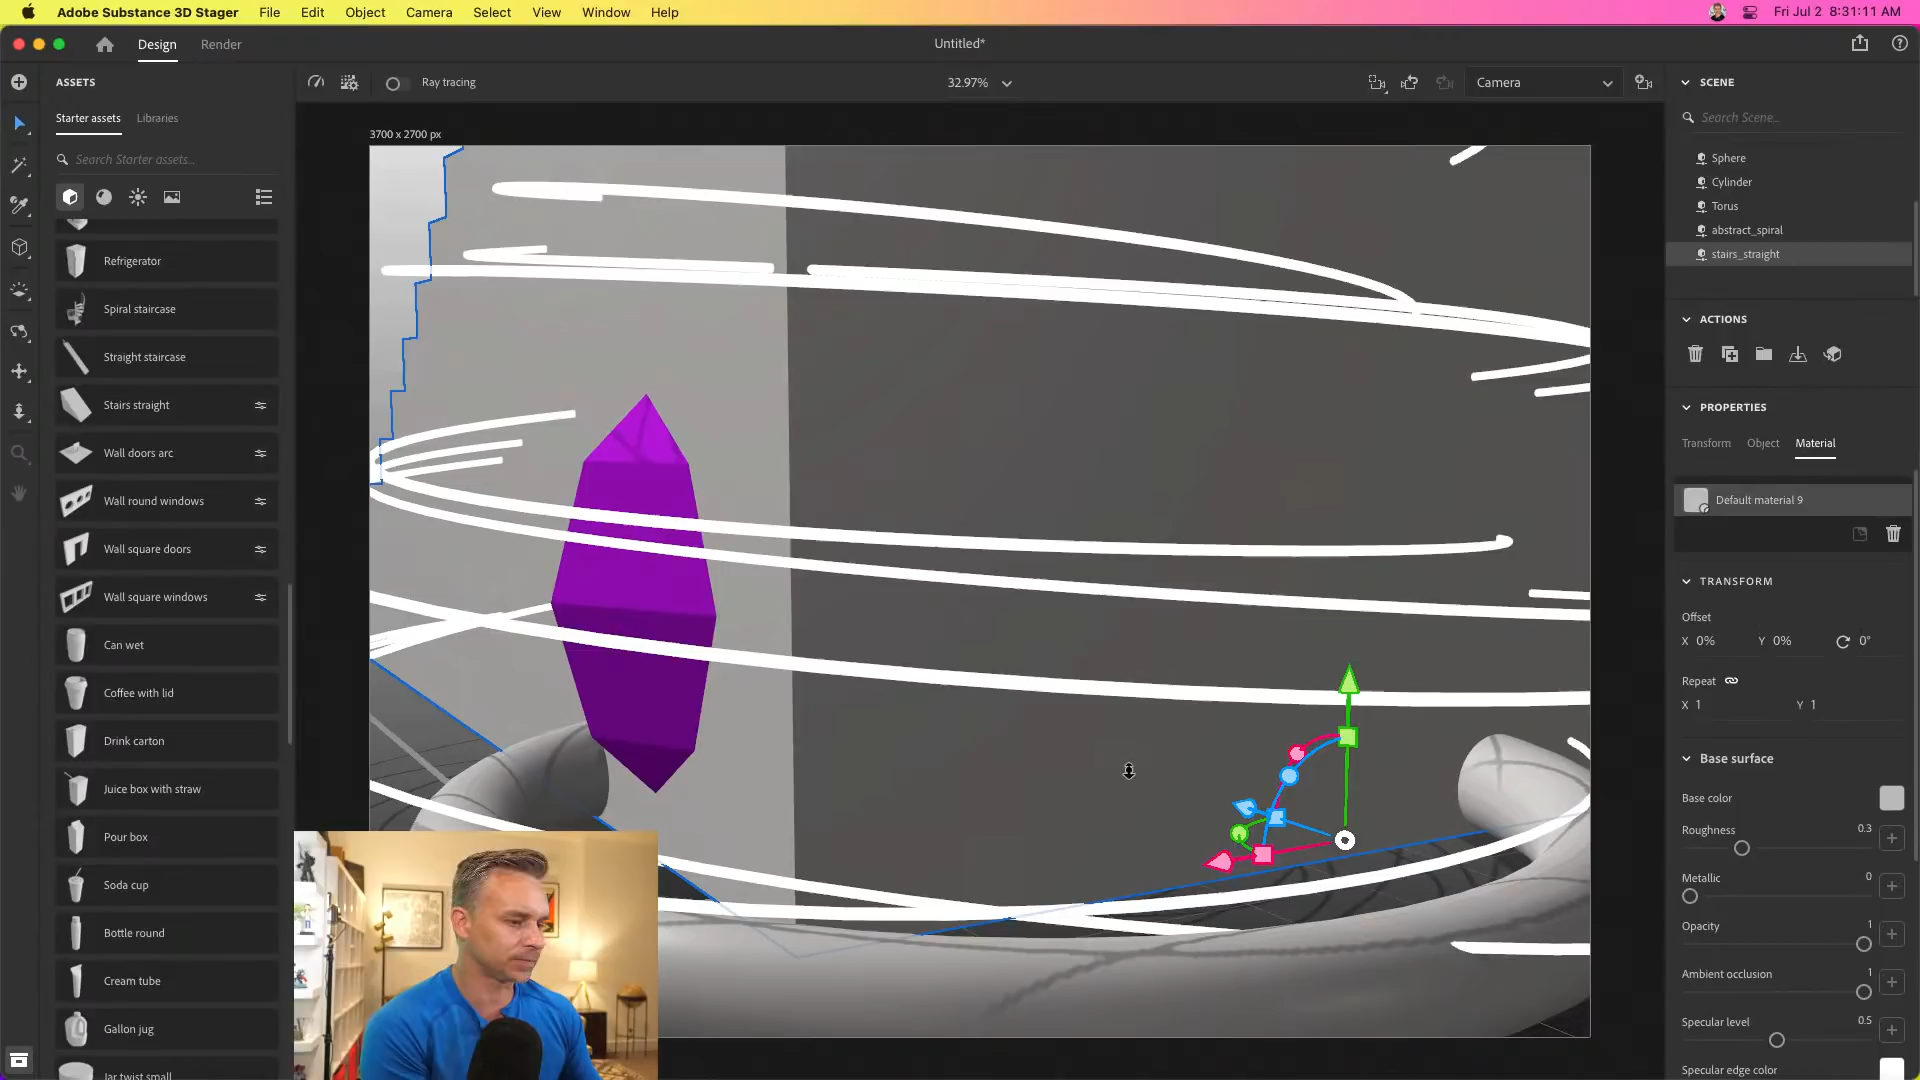 Adobe Substance 3D Stager File Edit Object Camera Select View Window Help Fri Jul 2 8:31:11 AM
Design Render Untitled*
ASSETS Ray tracing 32.97% Camera SCENE
Starter assets Libraries Search Scene...
3700 x 2700 px
Search Starter assets... Sphere
Cylinder
Torus
abstract_spiral
Refrigerator stairs_straight
Spiral staircase ACTIONS
Straight staircase
Stairs straight PROPERTIES
Wall doors arc Transform Object Material
Wall round windows Default material 9
Wall square doors
Wall square windows TRANSFORM
Can wet Offset
X 0% Y 0% 0°
Coffee with lid Repeat
X 1 Y 1
Drink carton
Juice box with straw Base surface
Base color
Pour box Roughness 0.3
Soda cup Metallic 0
Bottle round Opacity 1
Cream tube Ambient occlusion 1
Gallon jug Specular level 0.5
Jar twist small Specular edge color